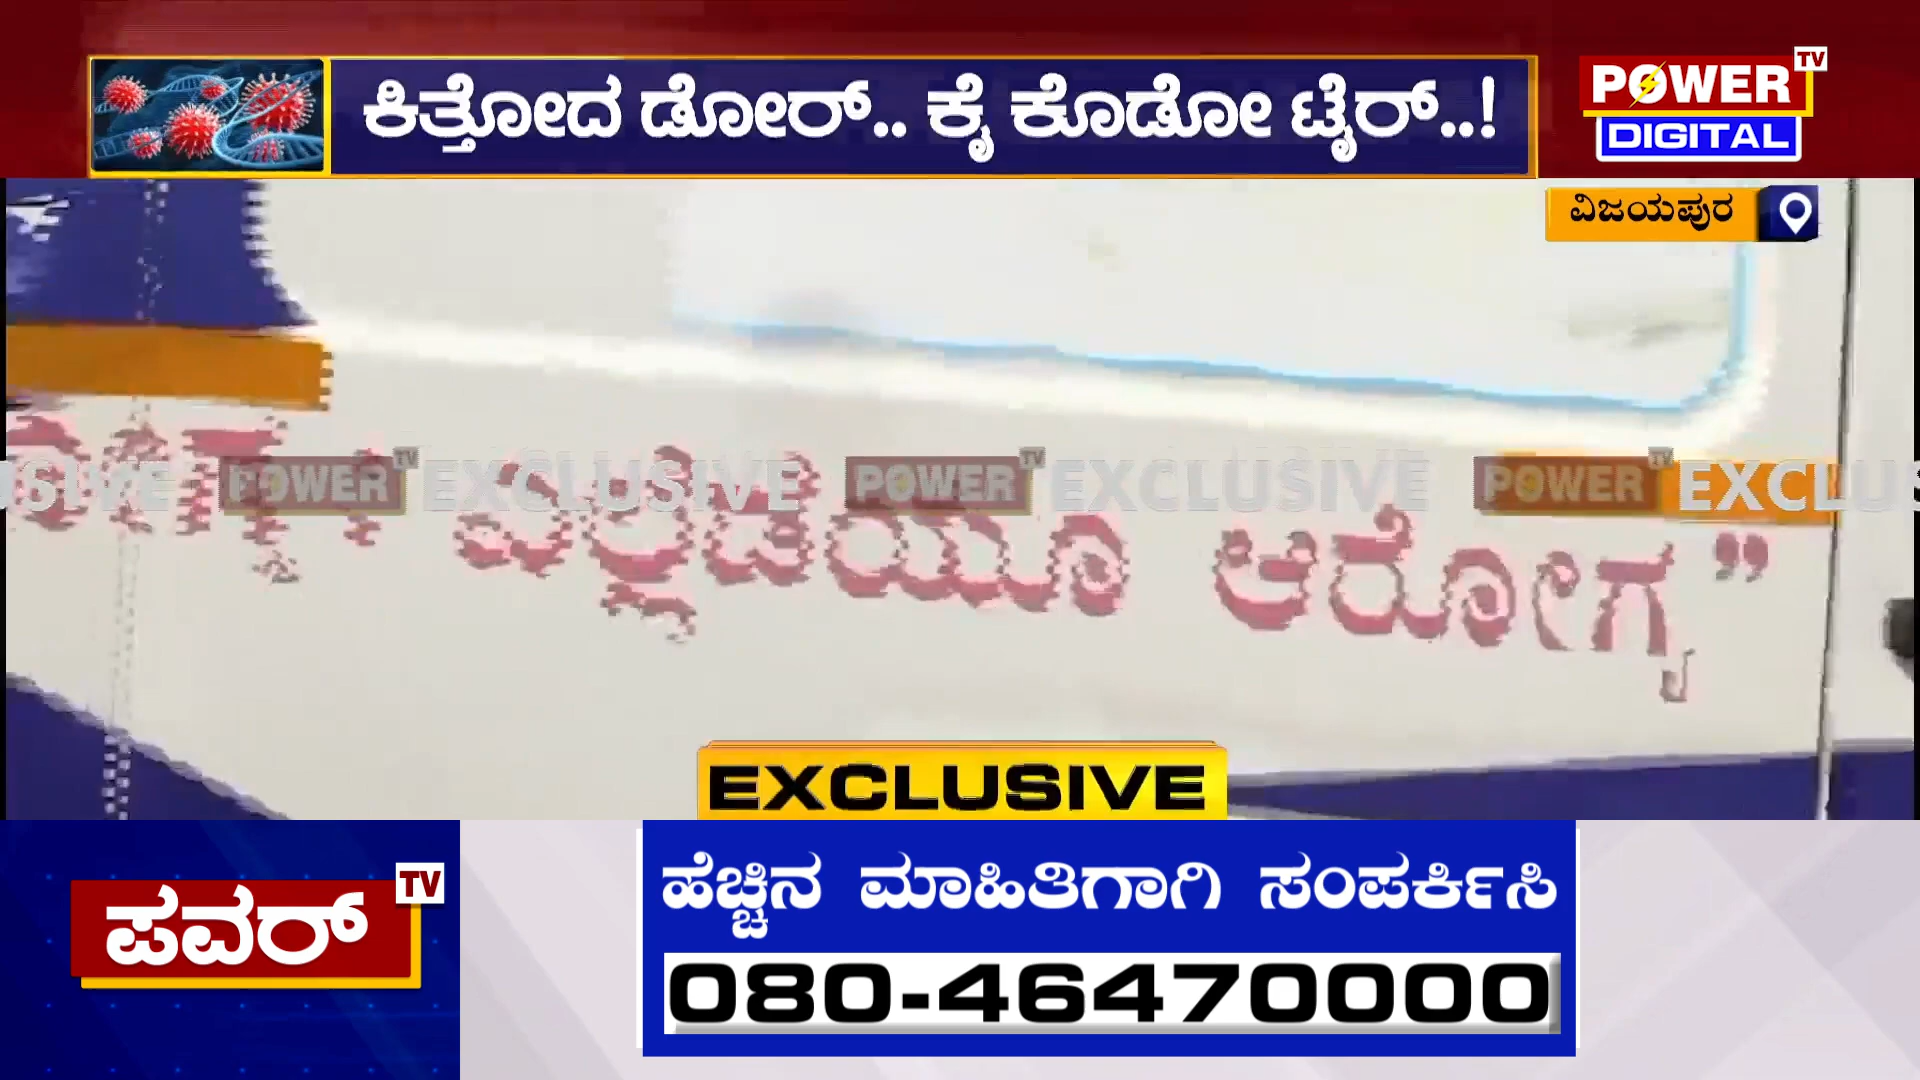 ಕಿತ್ತೋದ ಡೋರ್.. ಕೈ ಕೊಡೋ ಟೈರ್..!
POWER TV
DIGITAL
ವಿಜಯಪುರ
POWER TV EXCLUSIVE POWER TV EXCLUSIVE POWER TV
ಎಲ್ಲೆಡೆಯೂ ಆರೋಗ್ಯ”
EXCLUSIVE
ಪವರ್ TV
ಹೆಚ್ಚಿನ ಮಾಹಿತಿಗಾಗಿ ಸಂಪರ್ಕಿಸಿ
080-46470000